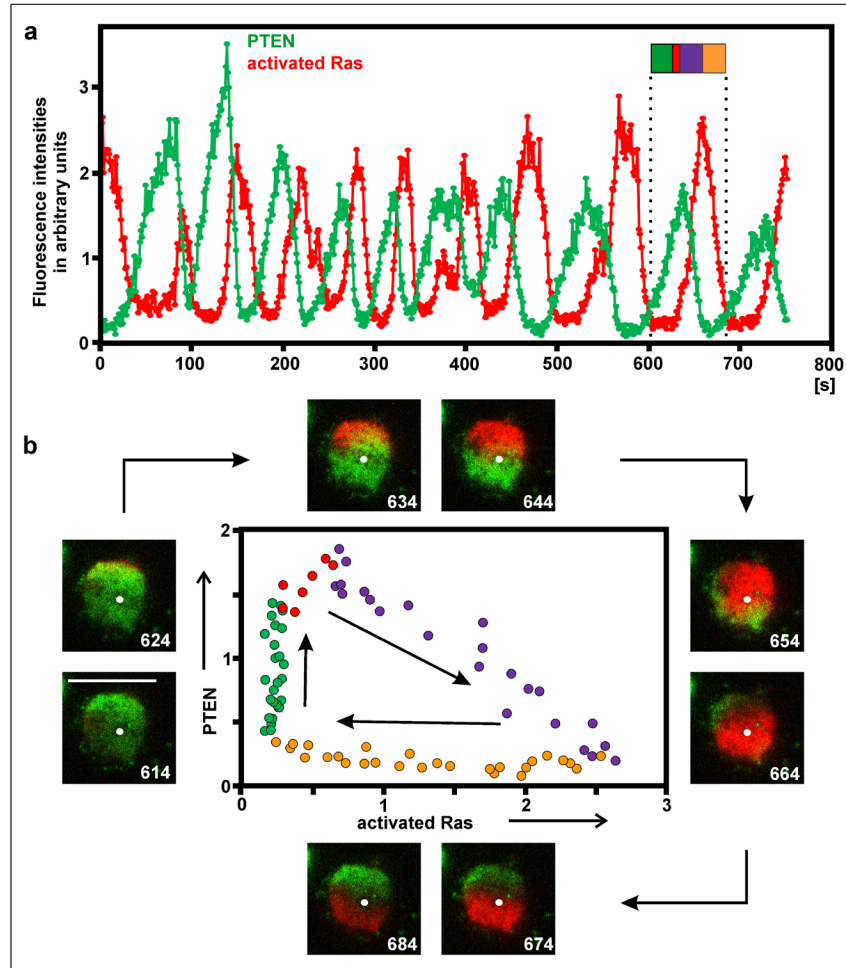 a
PTEN
activated Ras
Fluorescence intensities
in arbitrary units
3
2
1
0
0 100 200 300 400 500 600 700 800
[s]
b
634 644
624 654
614 664
684 674
PTEN
2
1
0
0 1 2 3
activated Ras